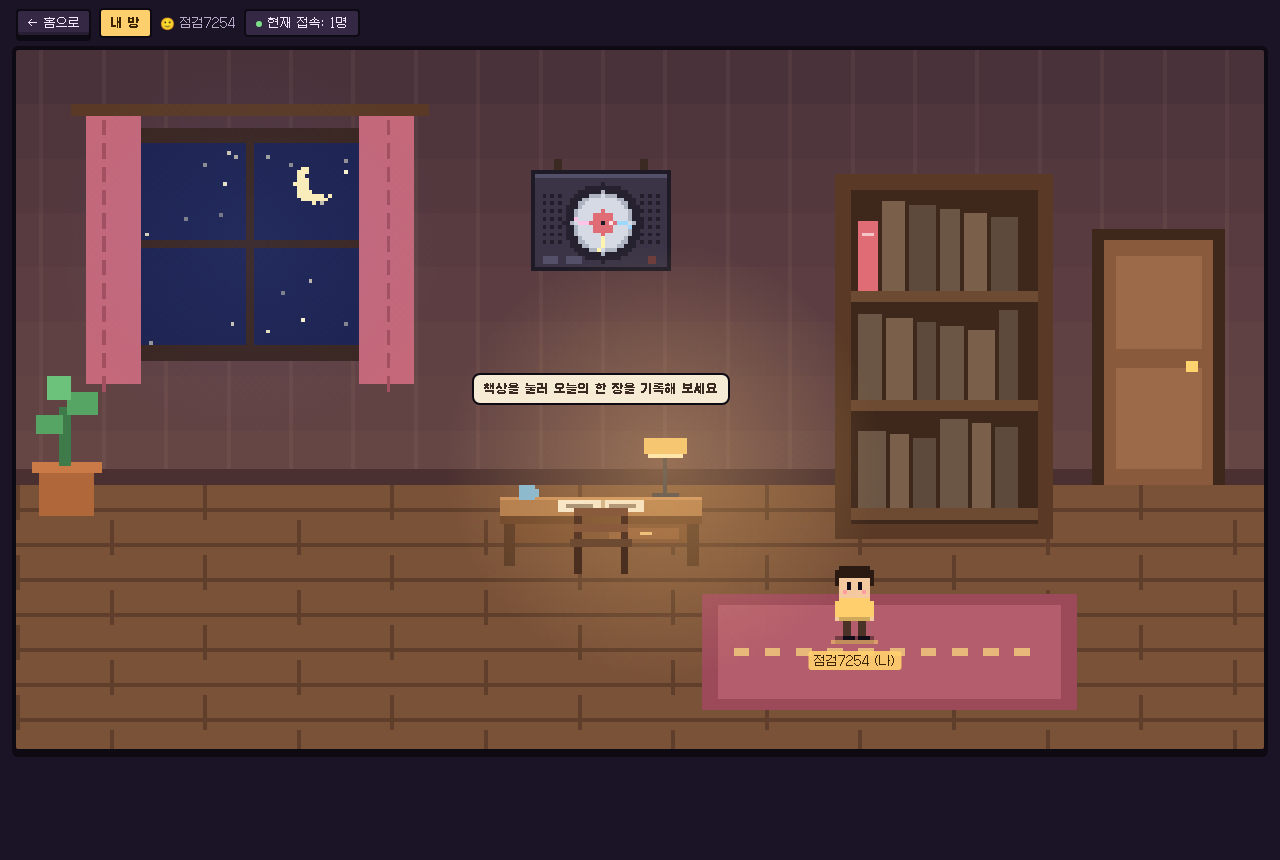 ← 홈으로
내 방
🙂 점검7254
● 현재 접속: 1명
책상을 눌러 오늘의 한 장을 기록해 보세요
점검7254 (나)